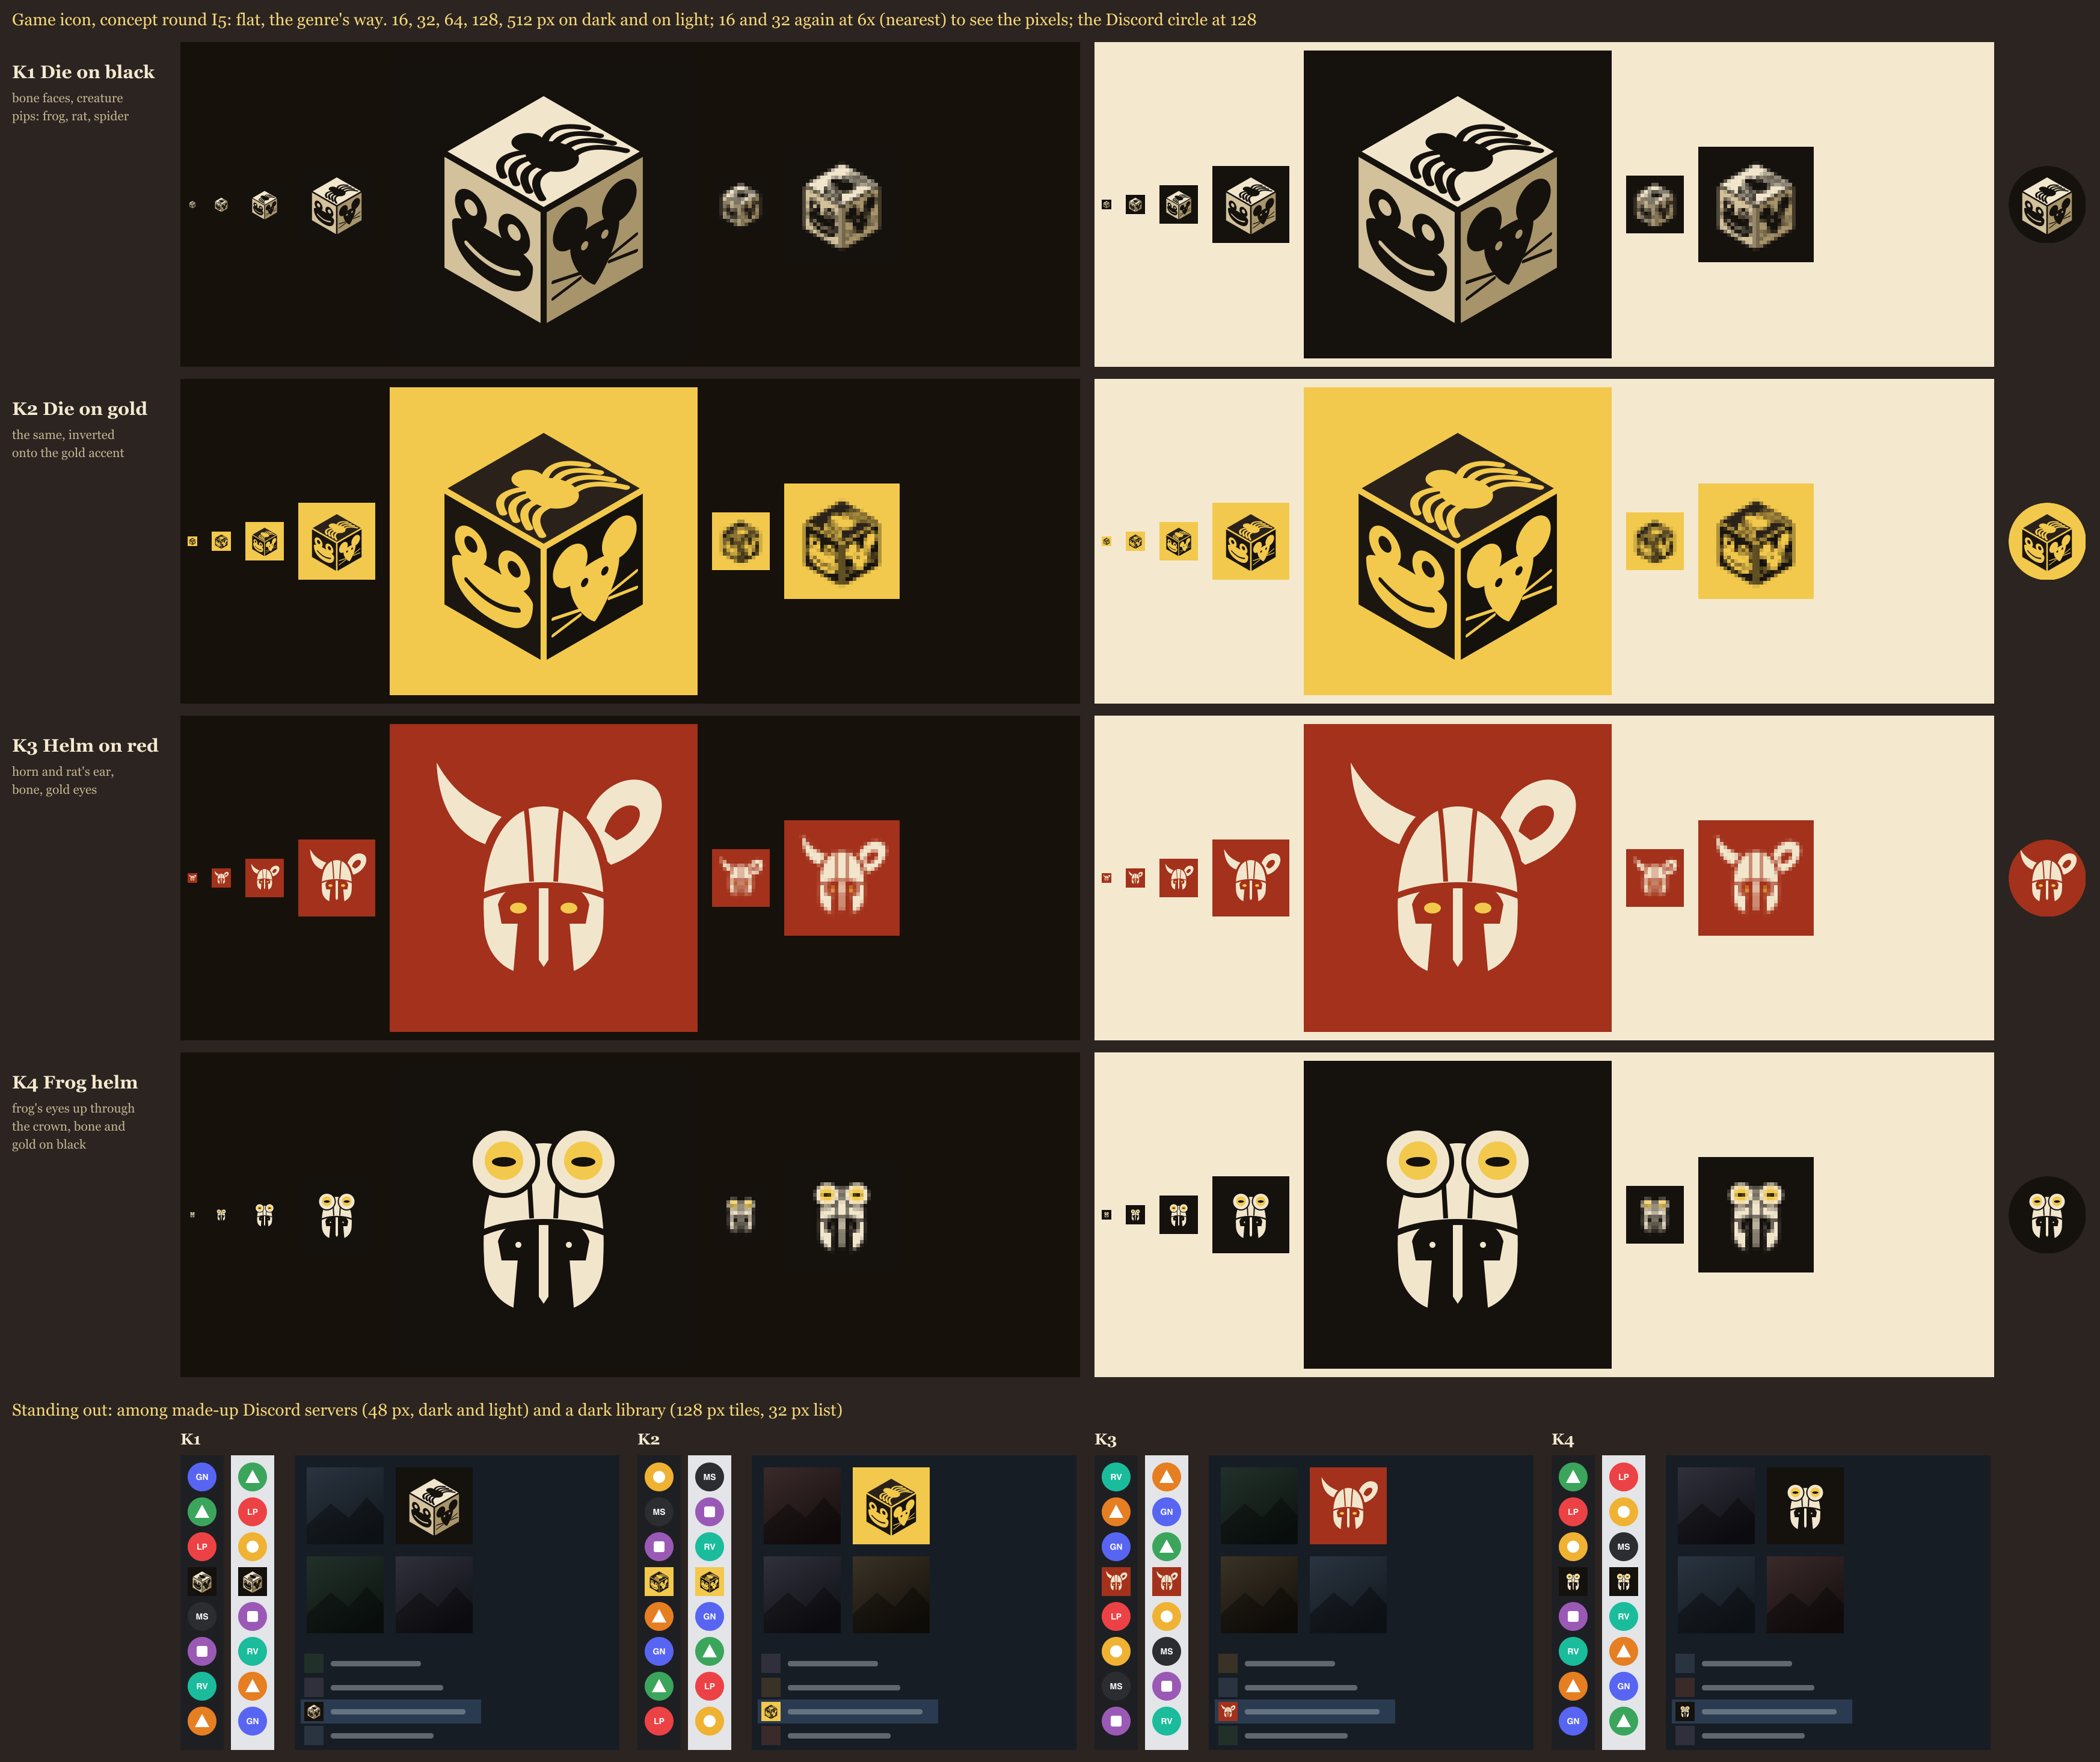 Game icon, concept round I5: flat, the genre's way. 16, 32, 64, 128, 512 px on dark and on light; 16 and 32 again at 6x (nearest) to see the pixels; the Discord circle at 128
K1 Die on black
bone faces, creature
pips: frog, rat, spider
K2 Die on gold
the same, inverted
onto the gold accent
K3 Helm on red
horn and rat's ear,
bone, gold eyes
K4 Frog helm
frog's eyes up through
the crown, bone and
gold on black
Standing out: among made-up Discord servers (48 px, dark and light) and a dark library (128 px tiles, 32 px list)
K1
GN
LP
LP
MS
RV
RV
GN
K2
MS
MS
RV
GN
GN
LP
LP
K3
RV
GN
GN
LP
MS
MS
RV
K4
LP
LP
MS
RV
RV
GN
GN